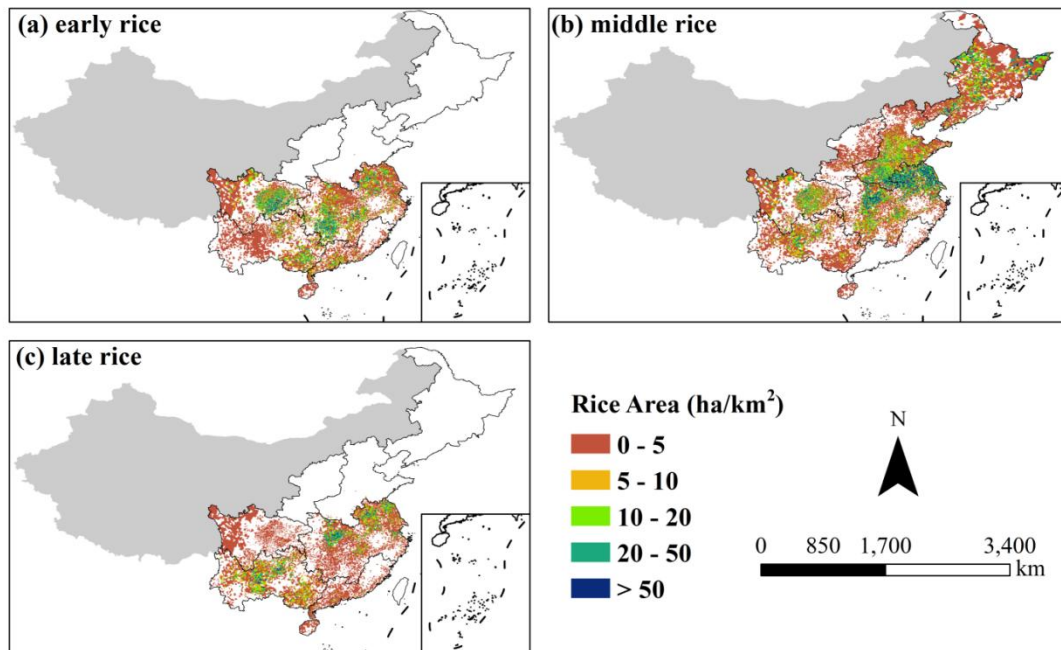 (a) early rice
(b) middle rice
(c) late rice
Rice Area (ha/km²)
0 - 5
5 - 10
10 - 20
20 - 50
> 50
N
0 850 1,700 3,400
km